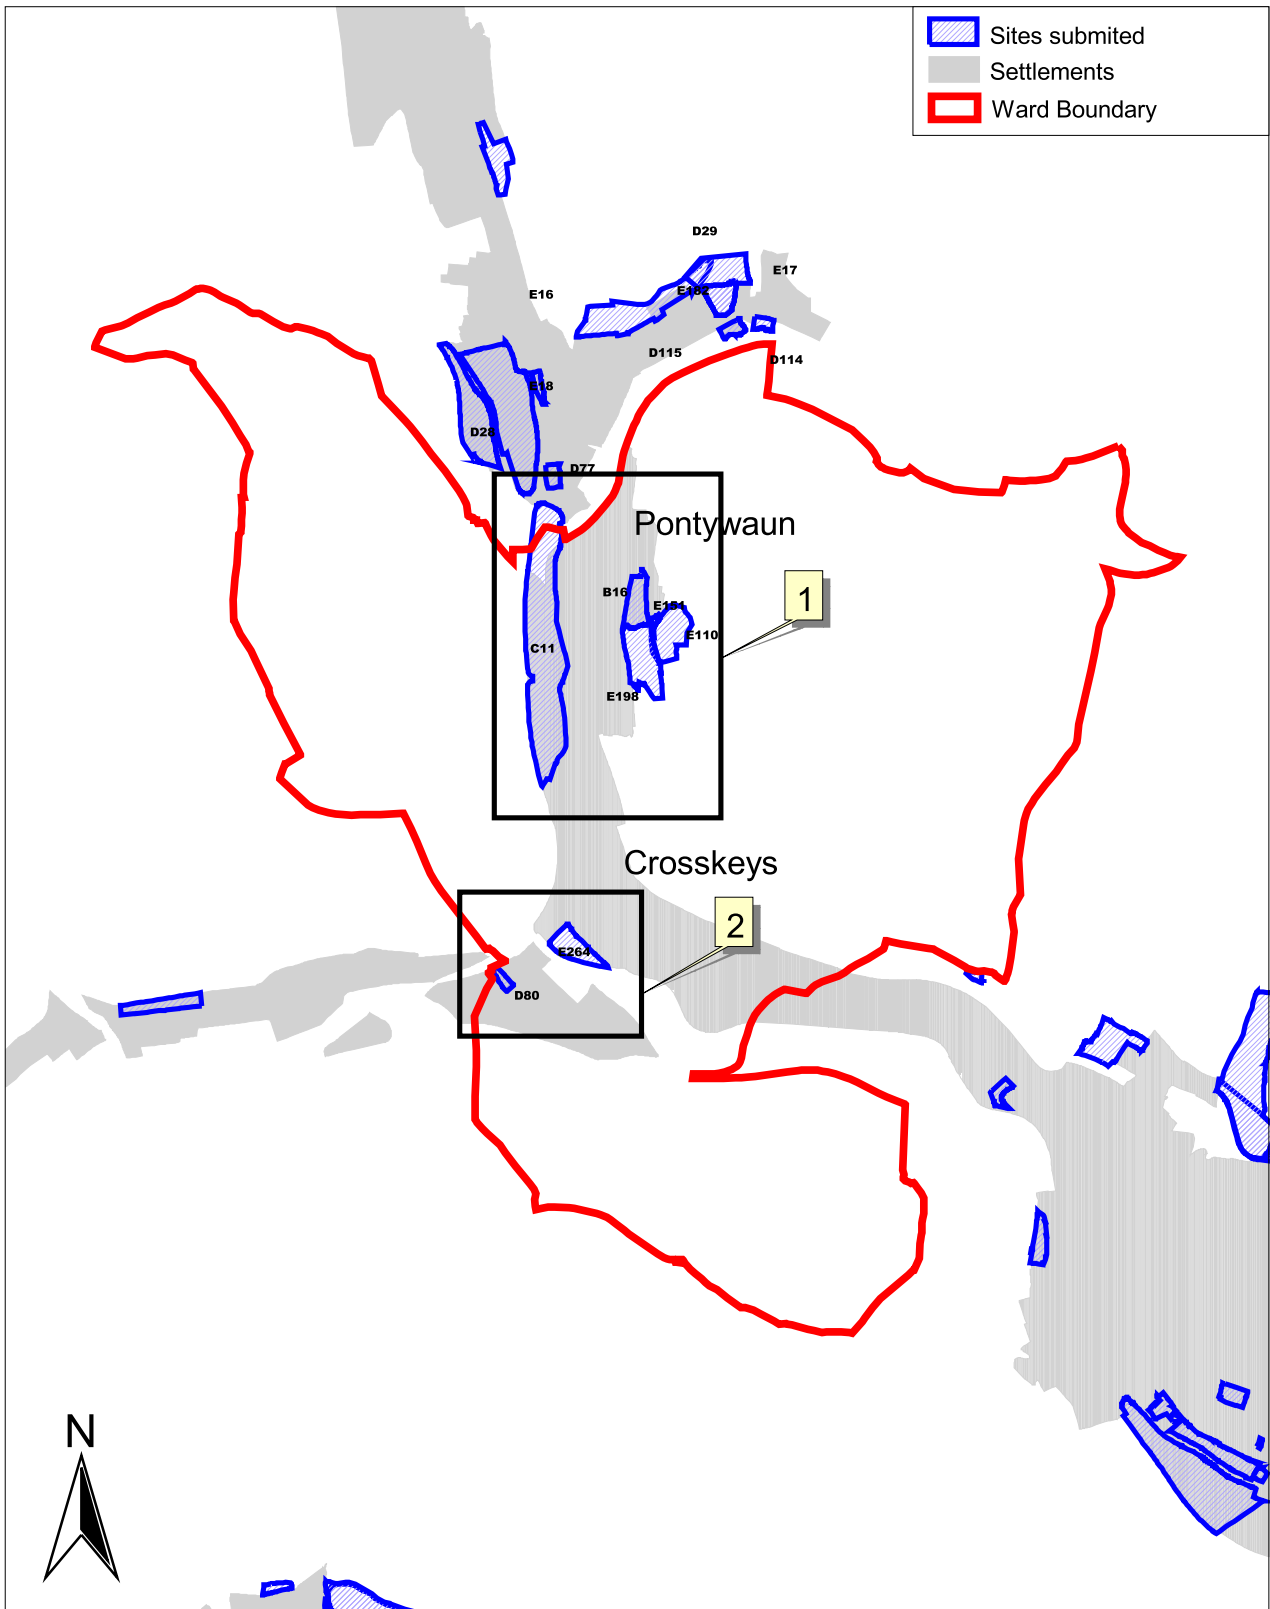 Sites submited
Settlements
Ward Boundary
D29
E17
E182
E16
D115
D114
E18
D28
D77
Pontywaun
B16
E151
1
E110
C11
E198
Crosskeys
2
E264
D80
N